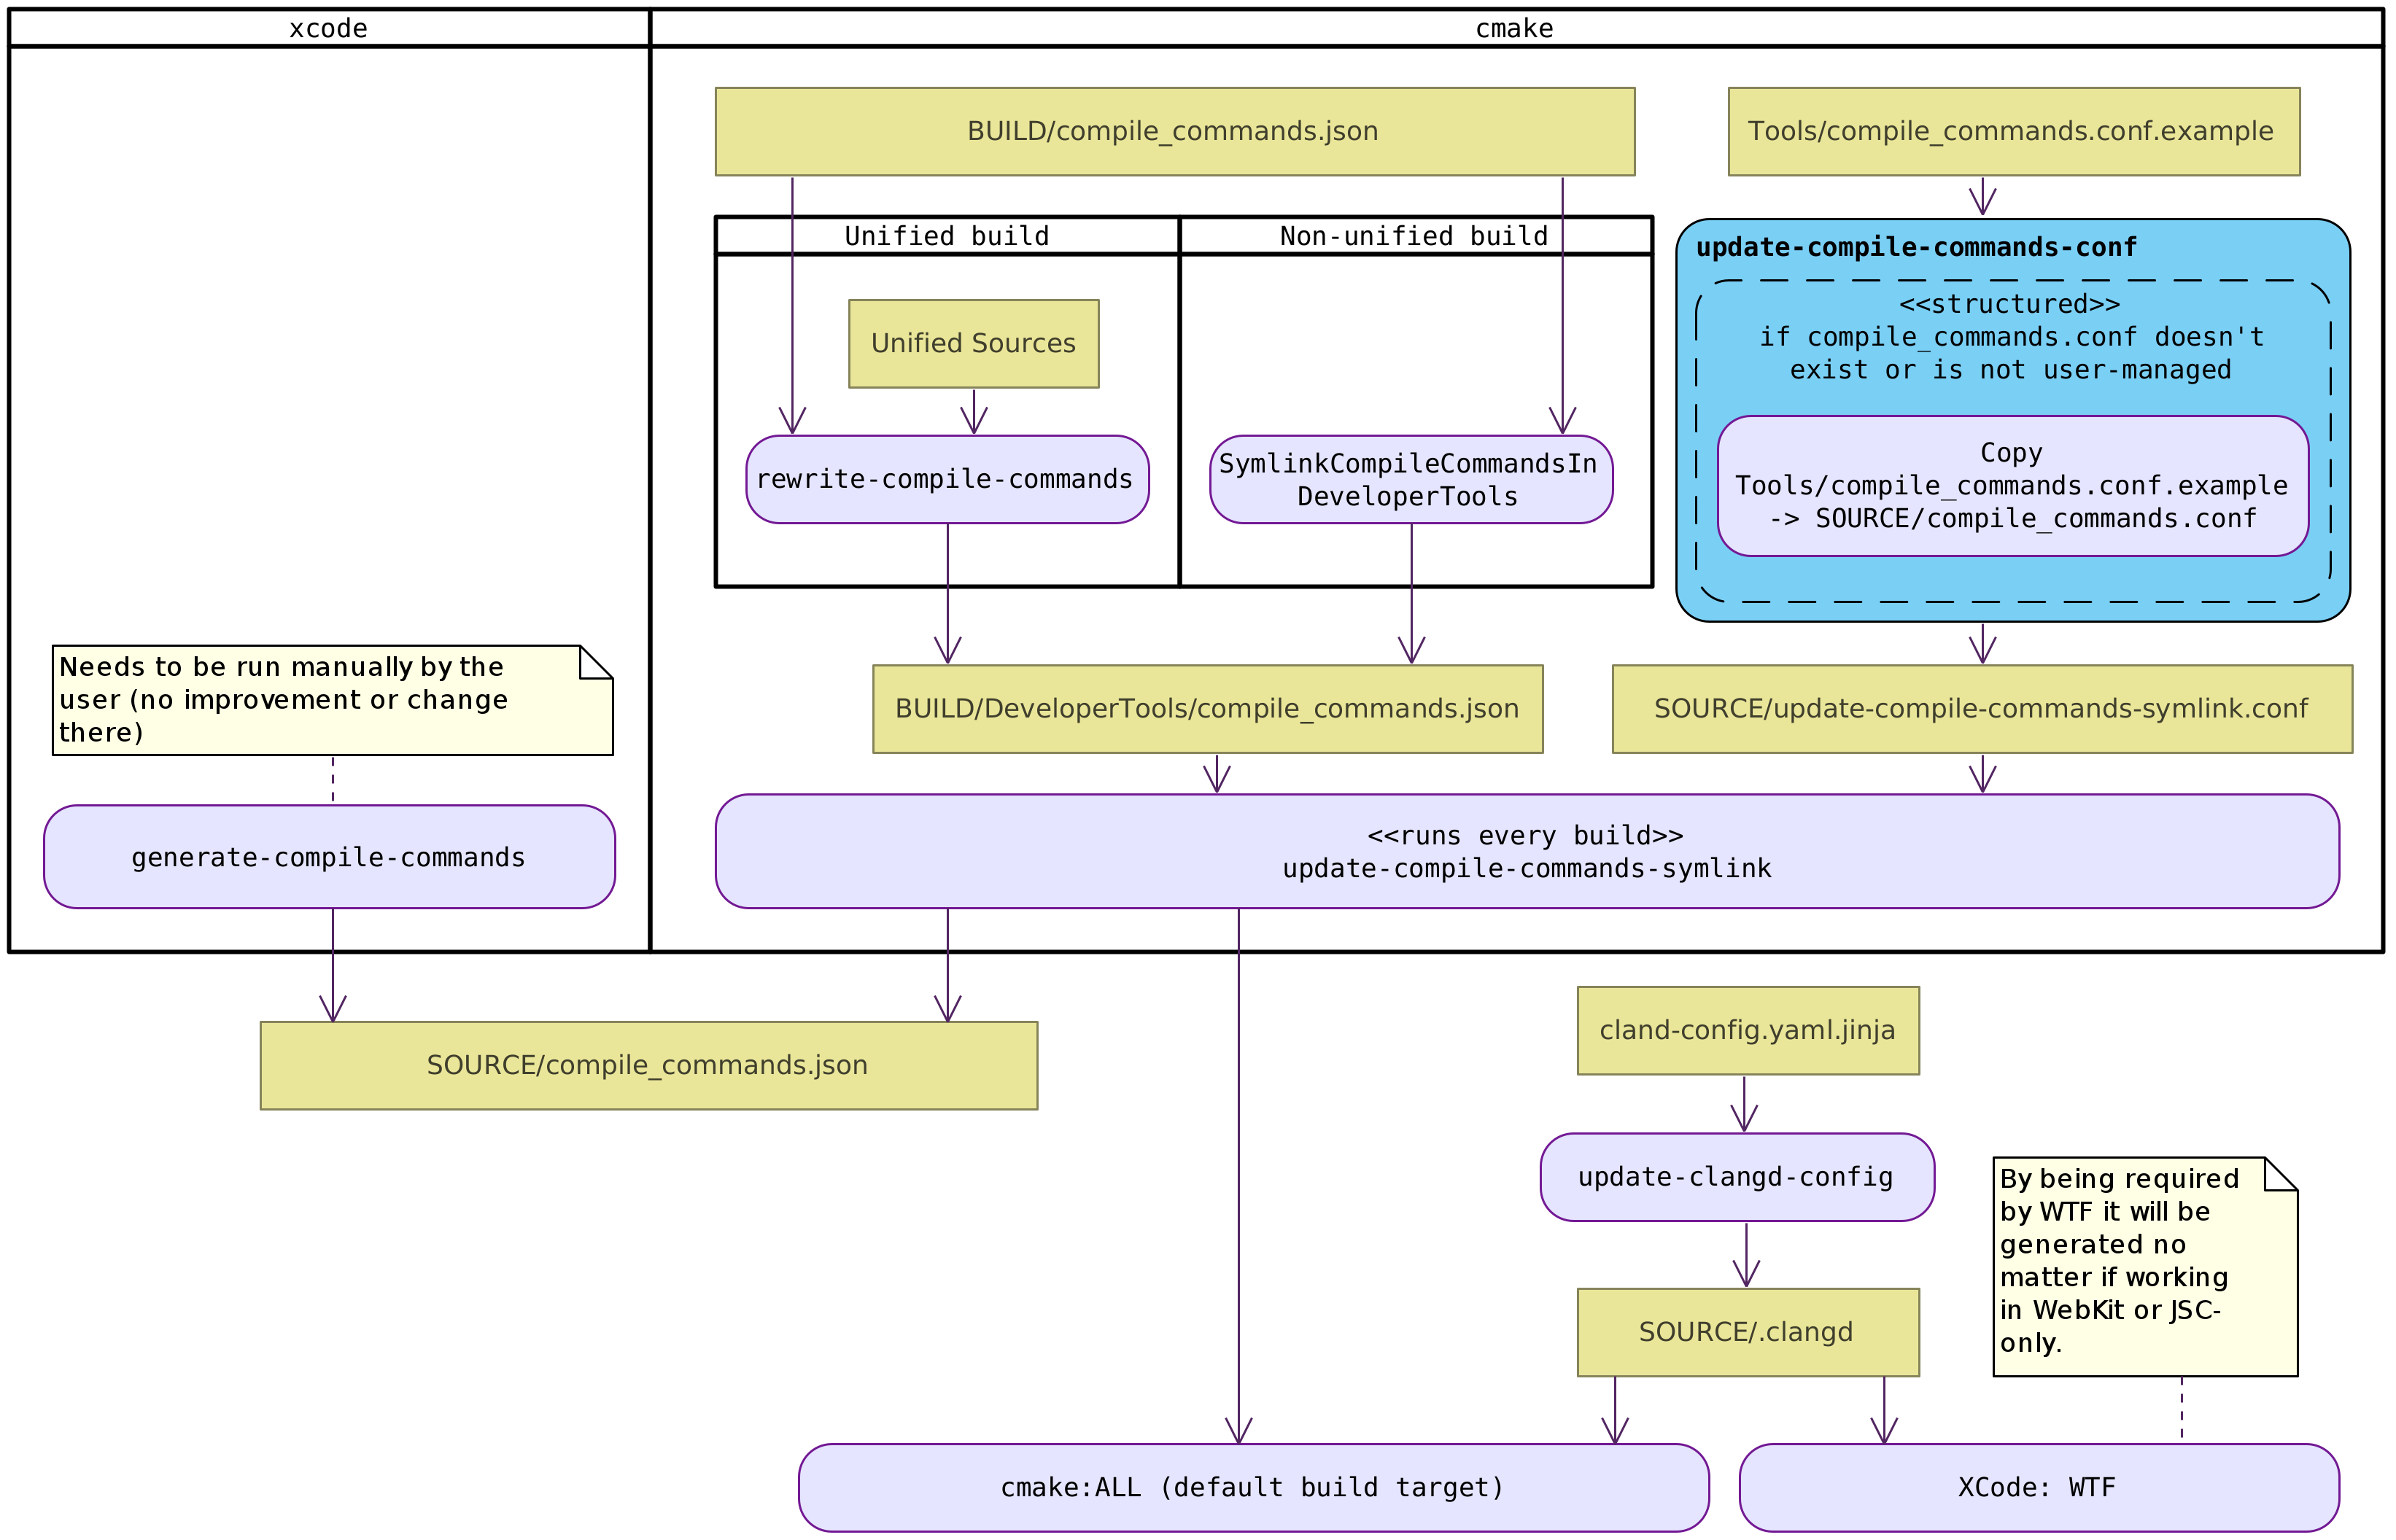 xcode
cmake
BUILD/compile_commands.json
Tools/compile_commands.conf.example
Unified build
Non-unified build
update-compile-commands-conf
<<structured>>
if compile_commands.conf doesn't
exist or is not user-managed
Unified Sources
Copy
Tools/compile_commands.conf.example
-> SOURCE/compile_commands.conf
rewrite-compile-commands
SymlinkCompileCommandsIn
DeveloperTools
Needs to be run manually by the
user (no improvement or change
there)
BUILD/DeveloperTools/compile_commands.json
SOURCE/update-compile-commands-symlink.conf
generate-compile-commands
<<runs every build>>
update-compile-commands-symlink
SOURCE/compile_commands.json
cland-config.yaml.jinja
update-clangd-config
By being required
by WTF it will be
generated no
matter if working
in WebKit or JSC-
only.
SOURCE/.clangd
cmake:ALL (default build target)
XCode: WTF